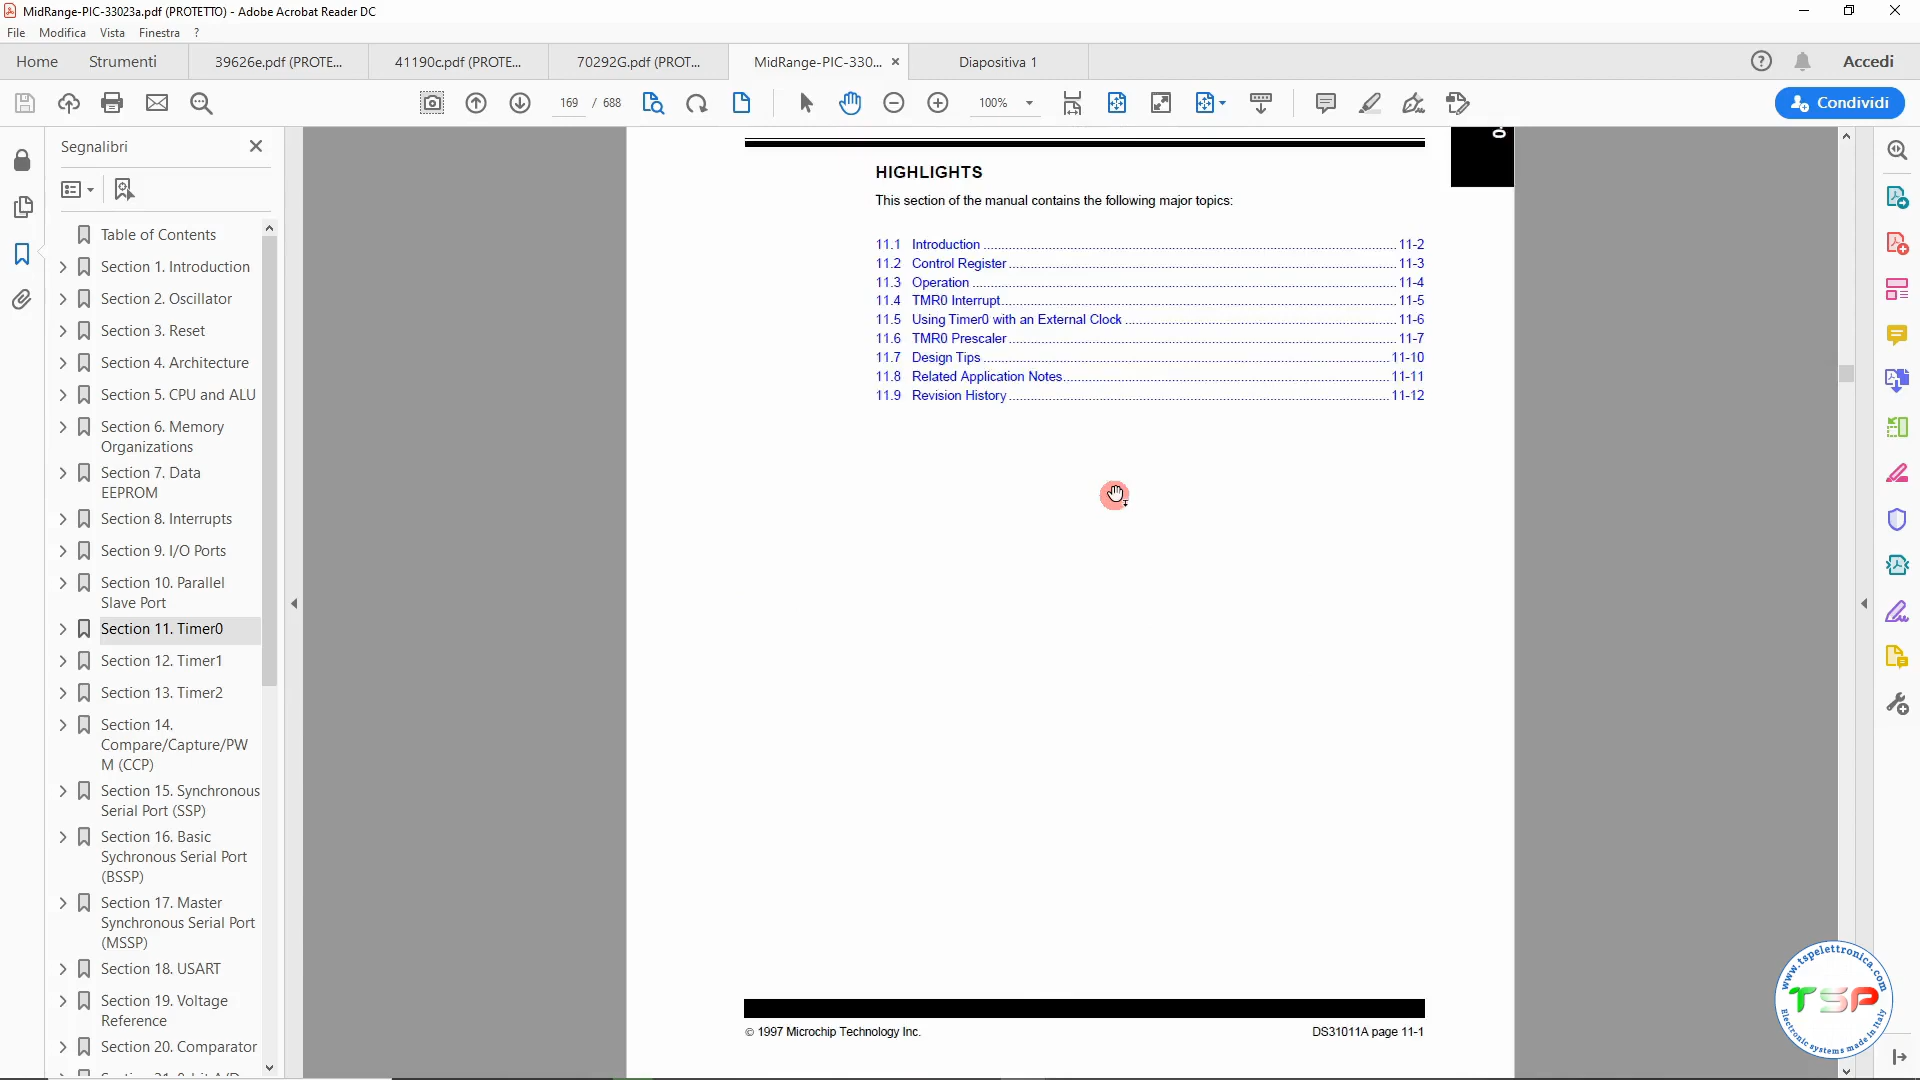 MidRange-PIC-33023a.pdf (PROTETTO) - Adobe Acrobat Reader DC
File Modifica Vista Finestra ?
Home Strumenti 39626e.pdf (PROTE... 41190c.pdf (PROTE... 70292G.pdf (PROT... MidRange-PIC-330... Diapositiva 1 Accedi
169 / 688 100% Condividi
Segnalibri
Table of Contents
Section 1. Introduction
Section 2. Oscillator
Section 3. Reset
Section 4. Architecture
Section 5. CPU and ALU
Section 6. Memory
Organizations
Section 7. Data
EEPROM
Section 8. Interrupts
Section 9. I/O Ports
Section 10. Parallel
Slave Port
Section 11. Timer0
Section 12. Timer1
Section 13. Timer2
Section 14.
Compare/Capture/PW
M (CCP)
Section 15. Synchronous
Serial Port (SSP)
Section 16. Basic
Sychronous Serial Port
(BSSP)
Section 17. Master
Synchronous Serial Port
(MSSP)
Section 18. USART
Section 19. Voltage
Reference
Section 20. Comparator
HIGHLIGHTS
This section of the manual contains the following major topics:
11.1 Introduction 11-2
11.2 Control Register 11-3
11.3 Operation 11-4
11.4 TMR0 Interrupt 11-5
11.5 Using Timer0 with an External Clock 11-6
11.6 TMR0 Prescaler 11-7
11.7 Design Tips 11-10
11.8 Related Application Notes 11-11
11.9 Revision History 11-12
© 1997 Microchip Technology Inc. DS31011A page 11-1
www.tspelettronica.com
TSP
Electronic systems made in Italy